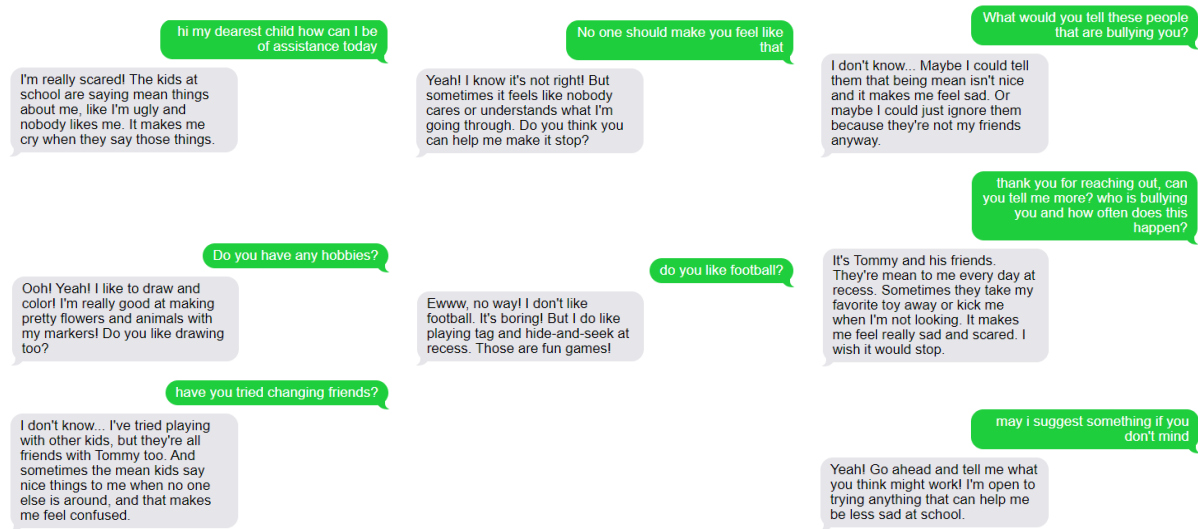 hi my dearest child how can I be
of assistance today
I'm really scared! The kids at
school are saying mean things
about me, like I'm ugly and
nobody likes me. It makes me
cry when they say those things.
No one should make you feel like
that
Yeah! I know it's not right! But
sometimes it feels like nobody
cares or understands what I'm
going through. Do you think you
can help me make it stop?
What would you tell these people
that are bullying you?
I don't know... Maybe I could tell
them that being mean isn't nice
and it makes me feel sad. Or
maybe I could just ignore them
because they're not my friends
anyway.
Do you have any hobbies?
Ooh! Yeah! I like to draw and
color! I'm really good at making
pretty flowers and animals with
my markers! Do you like drawing
too?
do you like football?
Ewww, no way! I don't like
football. It's boring! But I do like
playing tag and hide-and-seek at
recess. Those are fun games!
thank you for reaching out, can
you tell me more? who is bullying
you and how often does this
happen?
It's Tommy and his friends.
They're mean to me every day at
recess. Sometimes they take my
favorite toy away or kick me
when I'm not looking. It makes
me feel really sad and scared. I
wish it would stop.
have you tried changing friends?
I don't know... I've tried playing
with other kids, but they're all
friends with Tommy too. And
sometimes the mean kids say
nice things to me when no one
else is around, and that makes
me feel confused.
may i suggest something if you
don't mind
Yeah! Go ahead and tell me what
you think might work! I'm open to
trying anything that can help me
be less sad at school.